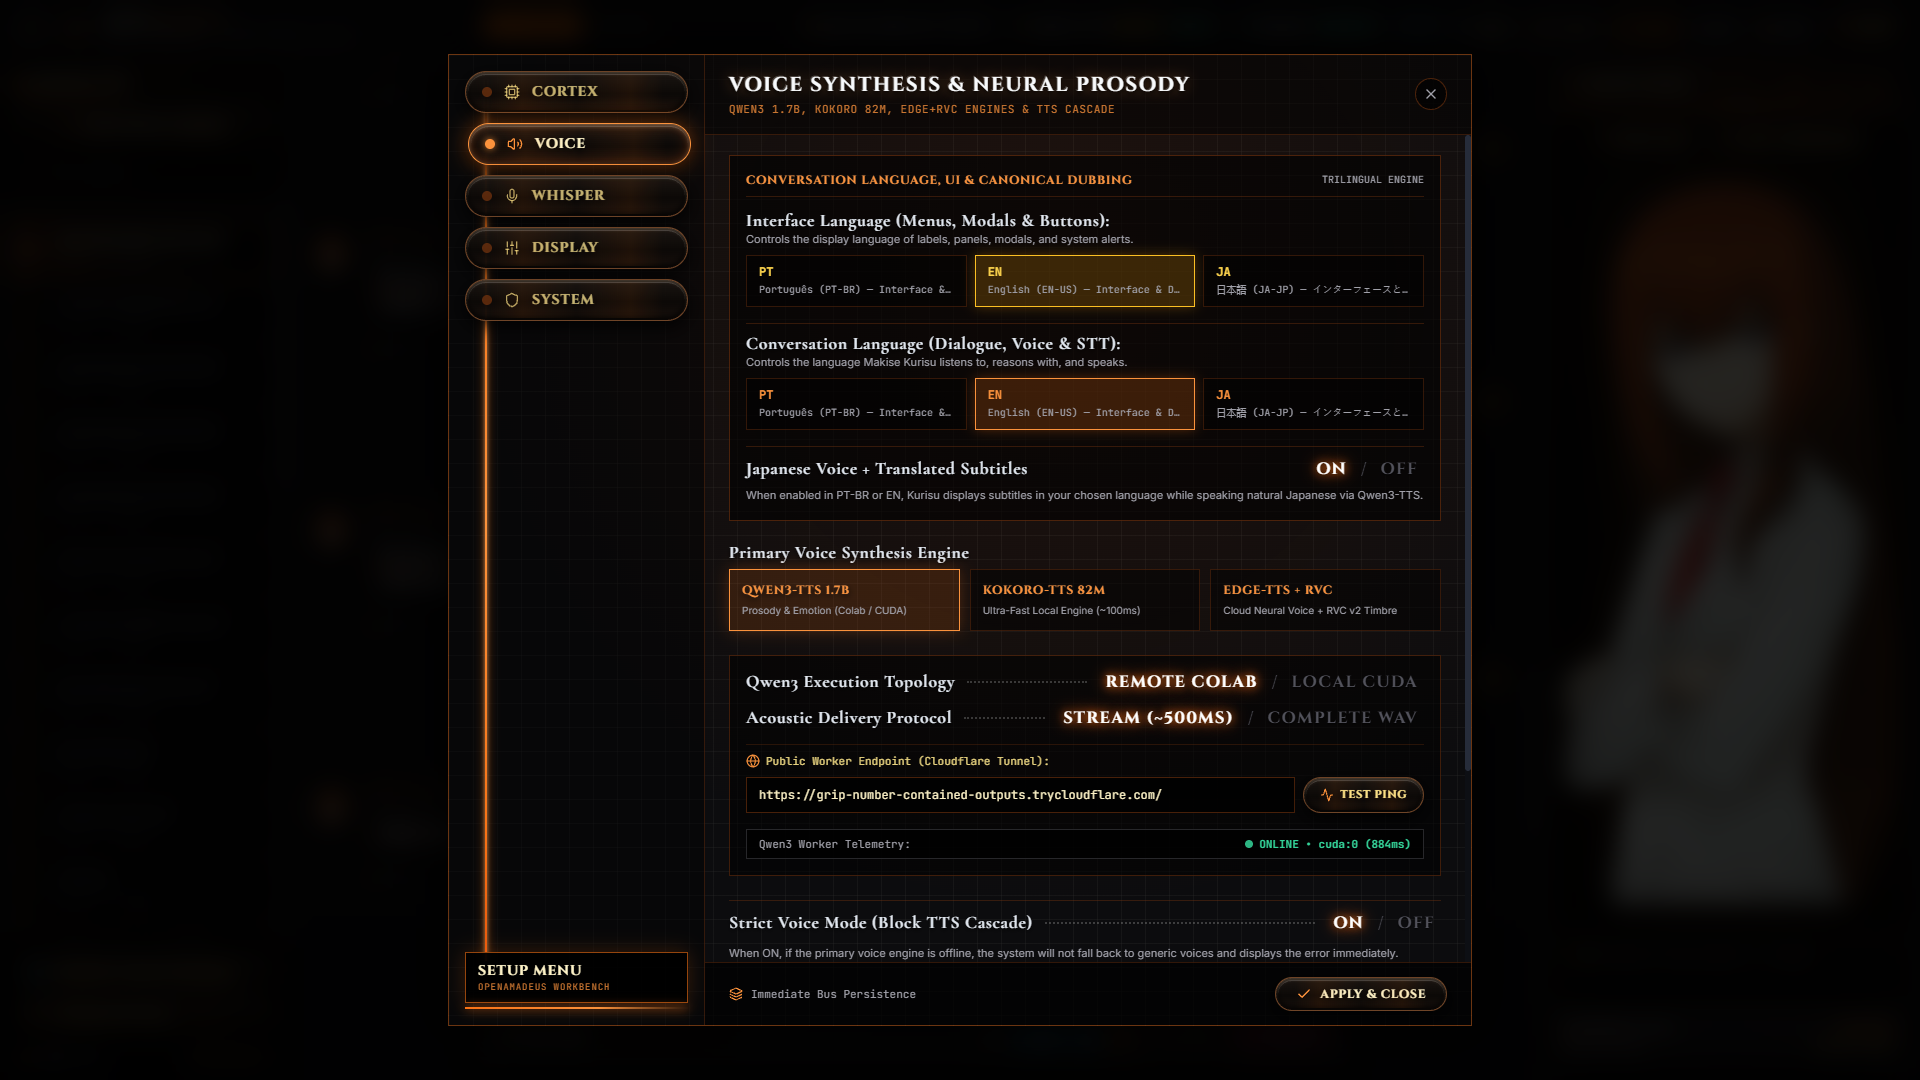 CORTEX
VOICE
WHISPER
DISPLAY
SYSTEM
SETUP MENU
OPENAMADEUS WORKBENCH
VOICE SYNTHESIS & NEURAL PROSODY
QWEN3 1.7B, KOKORO 82M, EDGE+RVC ENGINES & TTS CASCADE
CONVERSATION LANGUAGE, UI & CANONICAL DUBBING
TRILINGUAL ENGINE
Interface Language (Menus, Modals & Buttons):
Controls the display language of labels, panels, modals, and system alerts.
PT
Português (PT-BR) — Interface &…
EN
English (EN-US) — Interface & D…
JA
日本語 (JA-JP) — インターフェースと…
Conversation Language (Dialogue, Voice & STT):
Controls the language Makise Kurisu listens to, reasons with, and speaks.
PT
Português (PT-BR) — Interface &…
EN
English (EN-US) — Interface & D…
JA
日本語 (JA-JP) — インターフェースと…
Japanese Voice + Translated Subtitles
ON / OFF
When enabled in PT-BR or EN, Kurisu displays subtitles in your chosen language while speaking natural Japanese via Qwen3-TTS.
Primary Voice Synthesis Engine
QWEN3-TTS 1.7B
Prosody & Emotion (Colab / CUDA)
KOKORO-TTS 82M
Ultra-Fast Local Engine (~100ms)
EDGE-TTS + RVC
Cloud Neural Voice + RVC v2 Timbre
Qwen3 Execution Topology
REMOTE COLAB / LOCAL CUDA
Acoustic Delivery Protocol
STREAM (~500MS) / COMPLETE WAV
Public Worker Endpoint (Cloudflare Tunnel):
https://grip-number-contained-outputs.trycloudflare.com/
TEST PING
Qwen3 Worker Telemetry:
ONLINE • cuda:0 (884ms)
Strict Voice Mode (Block TTS Cascade)
ON / OFF
When ON, if the primary voice engine is offline, the system will not fall back to generic voices and displays the error immediately.
Immediate Bus Persistence
APPLY & CLOSE